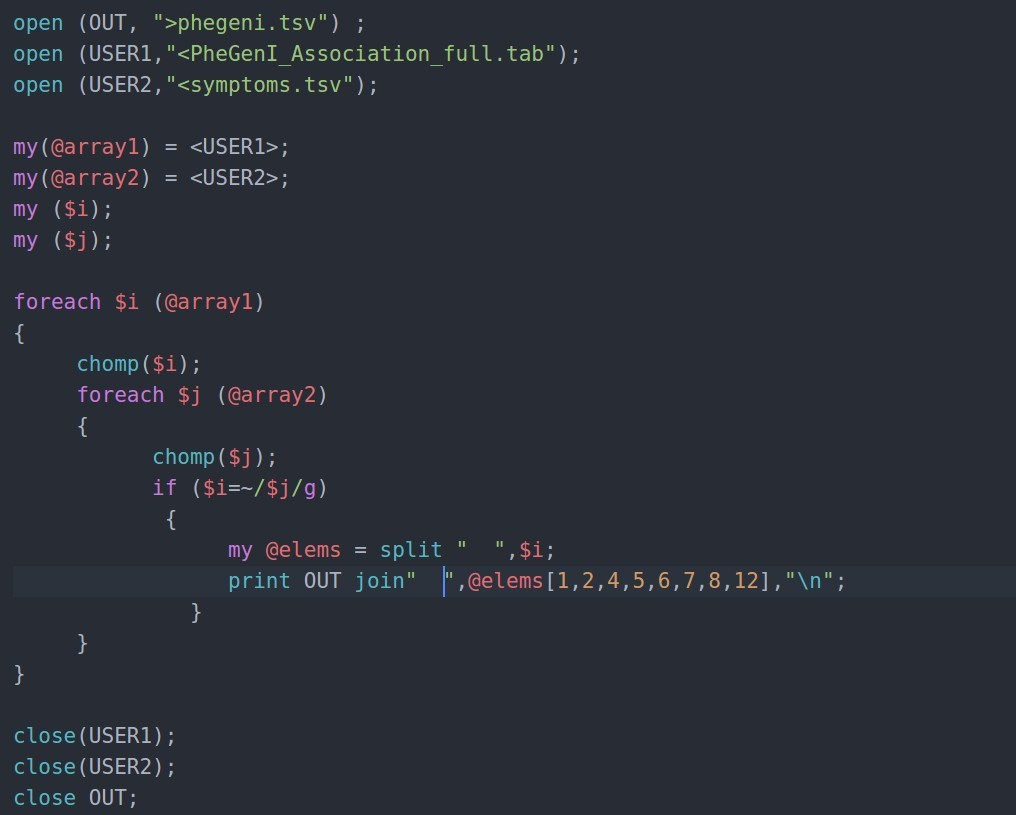 open (OUT, ">phegeni.tsv") ;
open (USER1,"<PheGenI_Association_full.tab");
open (USER2,"<symptoms.tsv");

my(@array1) = <USER1>;
my(@array2) = <USER2>;
my ($i);
my ($j);

foreach $i (@array1)
{
     chomp($i);
     foreach $j (@array2)
     {
           chomp($j);
           if ($i=~/$j/g)
            {
                 my @elems = split "  ",$i;
                 print OUT join"  ",@elems[1,2,4,5,6,7,8,12],"\n";
              }
     }
}

close(USER1);
close(USER2);
close OUT;